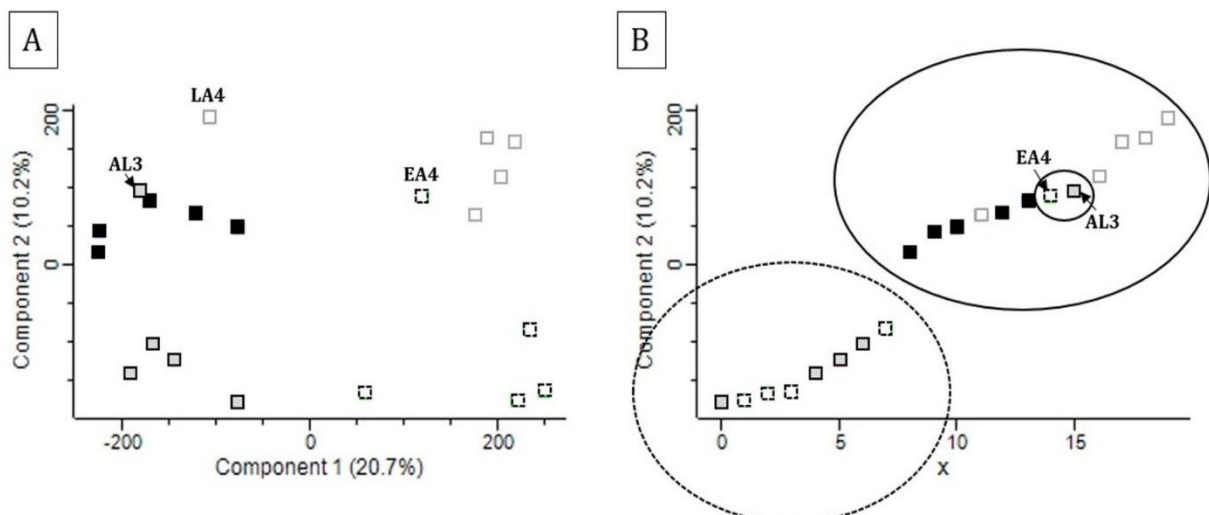 A
LA4
AL3
EA4
200
0
Component 2 (10.2%)
-200
0
200
Component 1 (20.7%)
B
EA4
AL3
200
0
Component 2 (10.2%)
0
5
10
15
x